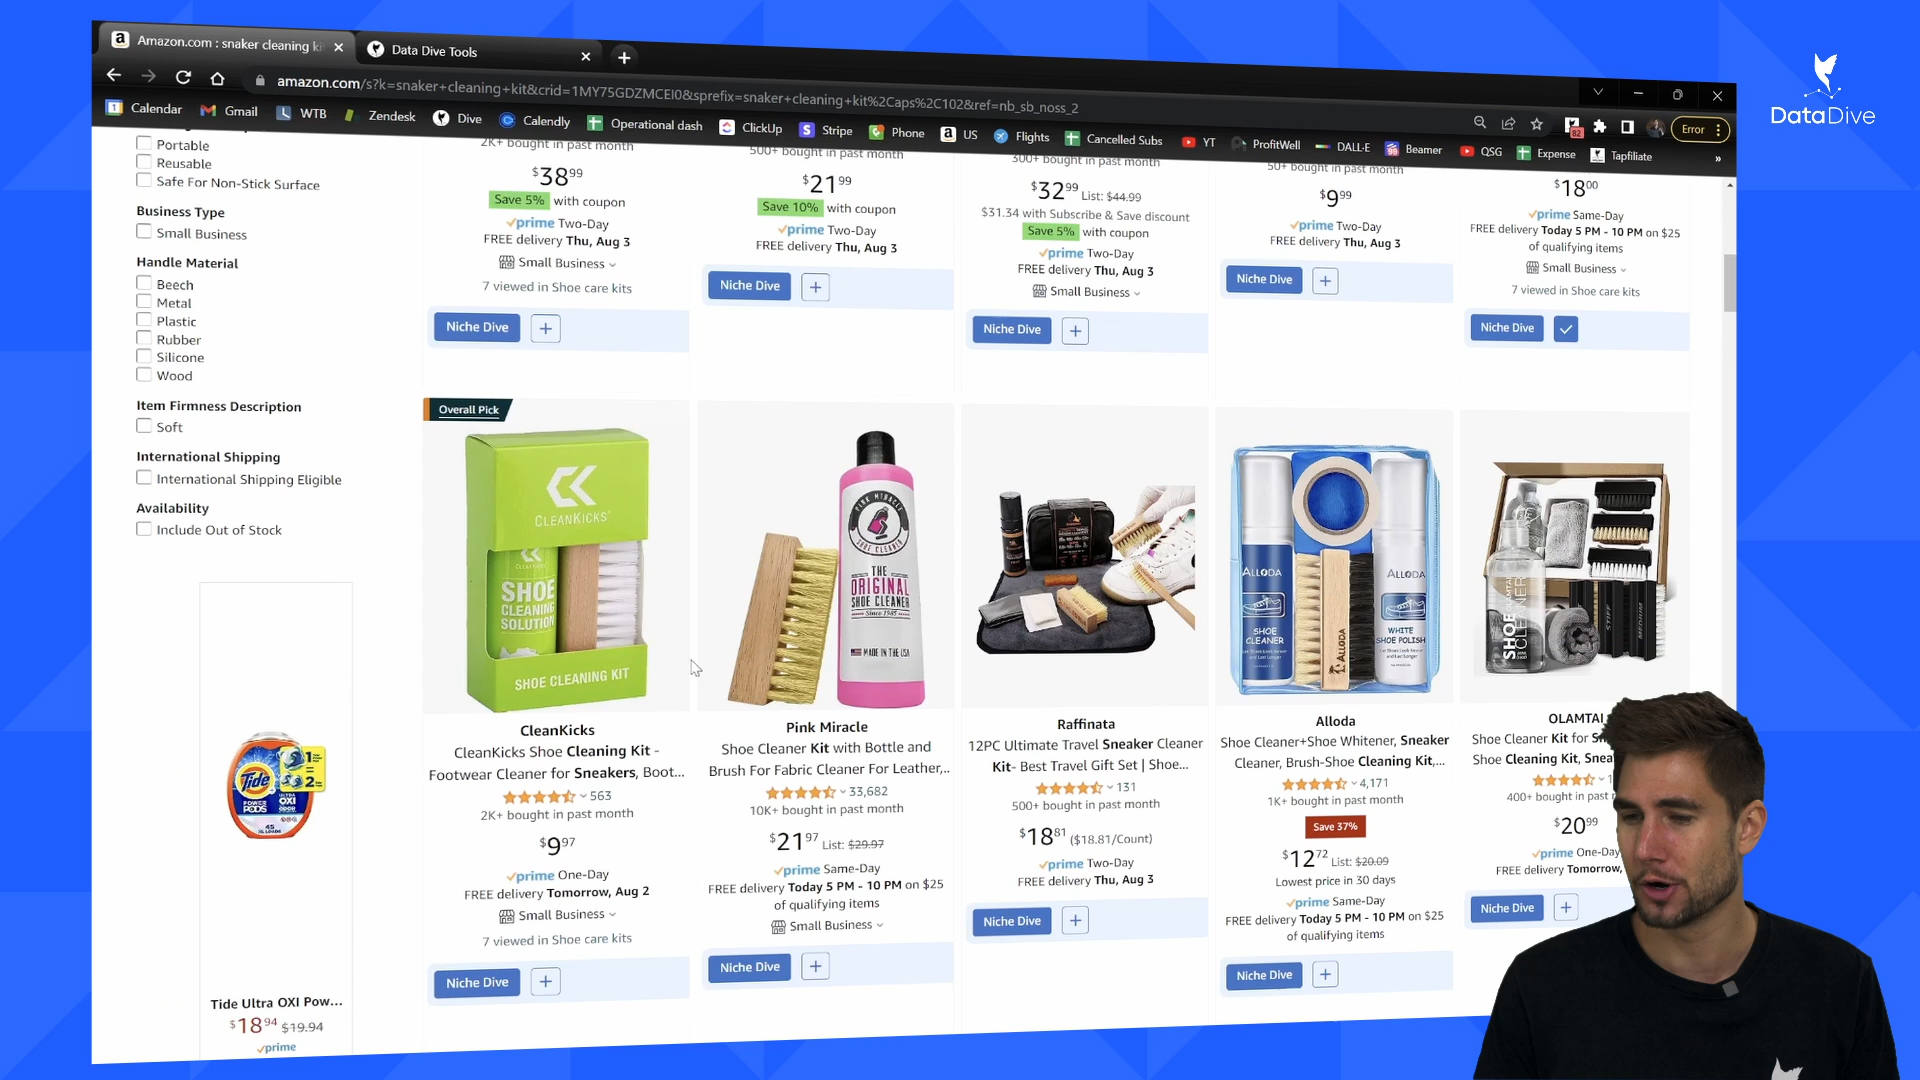 Amazon.com : snaker cleaning ki
Data Dive Tools
amazon.com/s?k=snaker+cleaning+kit&crid=1MY75GDZMCEI0&sprefix=snaker+cleaning+kit%2Caps%2C102&ref=nb_sb_noss_2
Calendar
Gmail
WTB
Zendesk
Dive
Calendly
Operational dash
ClickUp
Stripe
Phone
US
Flights
Cancelled Subs
YT
ProfitWell
DALL·E
Beamer
QSG
Expense
Tapfiliate
»
82
Error
DataDive
Portable
Reusable
Safe For Non-Stick Surface
Business Type
Small Business
Handle Material
Beech
Metal
Plastic
Rubber
Silicone
Wood
Item Firmness Description
Soft
International Shipping
International Shipping Eligible
Availability
Include Out of Stock
Tide
POWER PODS
ULTRA OXI
45
1
2
Tide Ultra OXI Pow...
$18.94 $19.94
prime
2K+ bought in past month
$38.99
Save 5% with coupon
prime Two-Day
FREE delivery Thu, Aug 3
Small Business
7 viewed in Shoe care kits
Niche Dive +
500+ bought in past month
$21.99
Save 10% with coupon
prime Two-Day
FREE delivery Thu, Aug 3
Niche Dive +
300+ bought in past month
$32.99 List: $44.99
$31.34 with Subscribe & Save discount
Save 5% with coupon
prime Two-Day
FREE delivery Thu, Aug 3
Small Business
Niche Dive +
50+ bought in past month
$9.99
prime Two-Day
FREE delivery Thu, Aug 3
Niche Dive +
$18.00
prime Same-Day
FREE delivery Today 5 PM - 10 PM on $25
of qualifying items
Small Business
7 viewed in Shoe care kits
Niche Dive
Overall Pick
CLEANKICKS
SHOE
CLEANING
SOLUTION
SHOE CLEANING KIT
CleanKicks
CleanKicks Shoe Cleaning Kit -
Footwear Cleaner for Sneakers, Boot...
563
2K+ bought in past month
$9.97
prime One-Day
FREE delivery Tomorrow, Aug 2
Small Business
7 viewed in Shoe care kits
Niche Dive +
PINK MIRACLE
SHOE CLEANER
THE
ORIGINAL
SHOE CLEANER
Since 1985
MADE IN THE USA
Pink Miracle
Shoe Cleaner Kit with Bottle and
Brush For Fabric Cleaner For Leather,..
33,682
10K+ bought in past month
$21.97 List: $29.97
prime Same-Day
FREE delivery Today 5 PM - 10 PM on $25
of qualifying items
Small Business
Niche Dive +
Raffinata
12PC Ultimate Travel Sneaker Cleaner
Kit- Best Travel Gift Set | Shoe...
131
500+ bought in past month
$18.81 ($18.81/Count)
prime Two-Day
FREE delivery Thu, Aug 3
Niche Dive +
ALLODA
SHOE
CLEANER
ALLODA
ALLODA
WHITE
SHOE POLISH
Alloda
Shoe Cleaner+Shoe Whitener, Sneaker
Cleaner, Brush-Shoe Cleaning Kit,...
4,171
1K+ bought in past month
Save 37%
$12.72 List: $20.09
Lowest price in 30 days
prime Same-Day
FREE delivery Today 5 PM - 10 PM on $25
of qualifying items
Niche Dive +
SHOE
CLEANER
STIFF
MEDIUM
OLAMTAI
Shoe Cleaner Kit for
Shoe Cleaning Kit,
400+ bought in
$20.99
prime One-Day
FREE delivery Tomorrow,
Niche Dive +